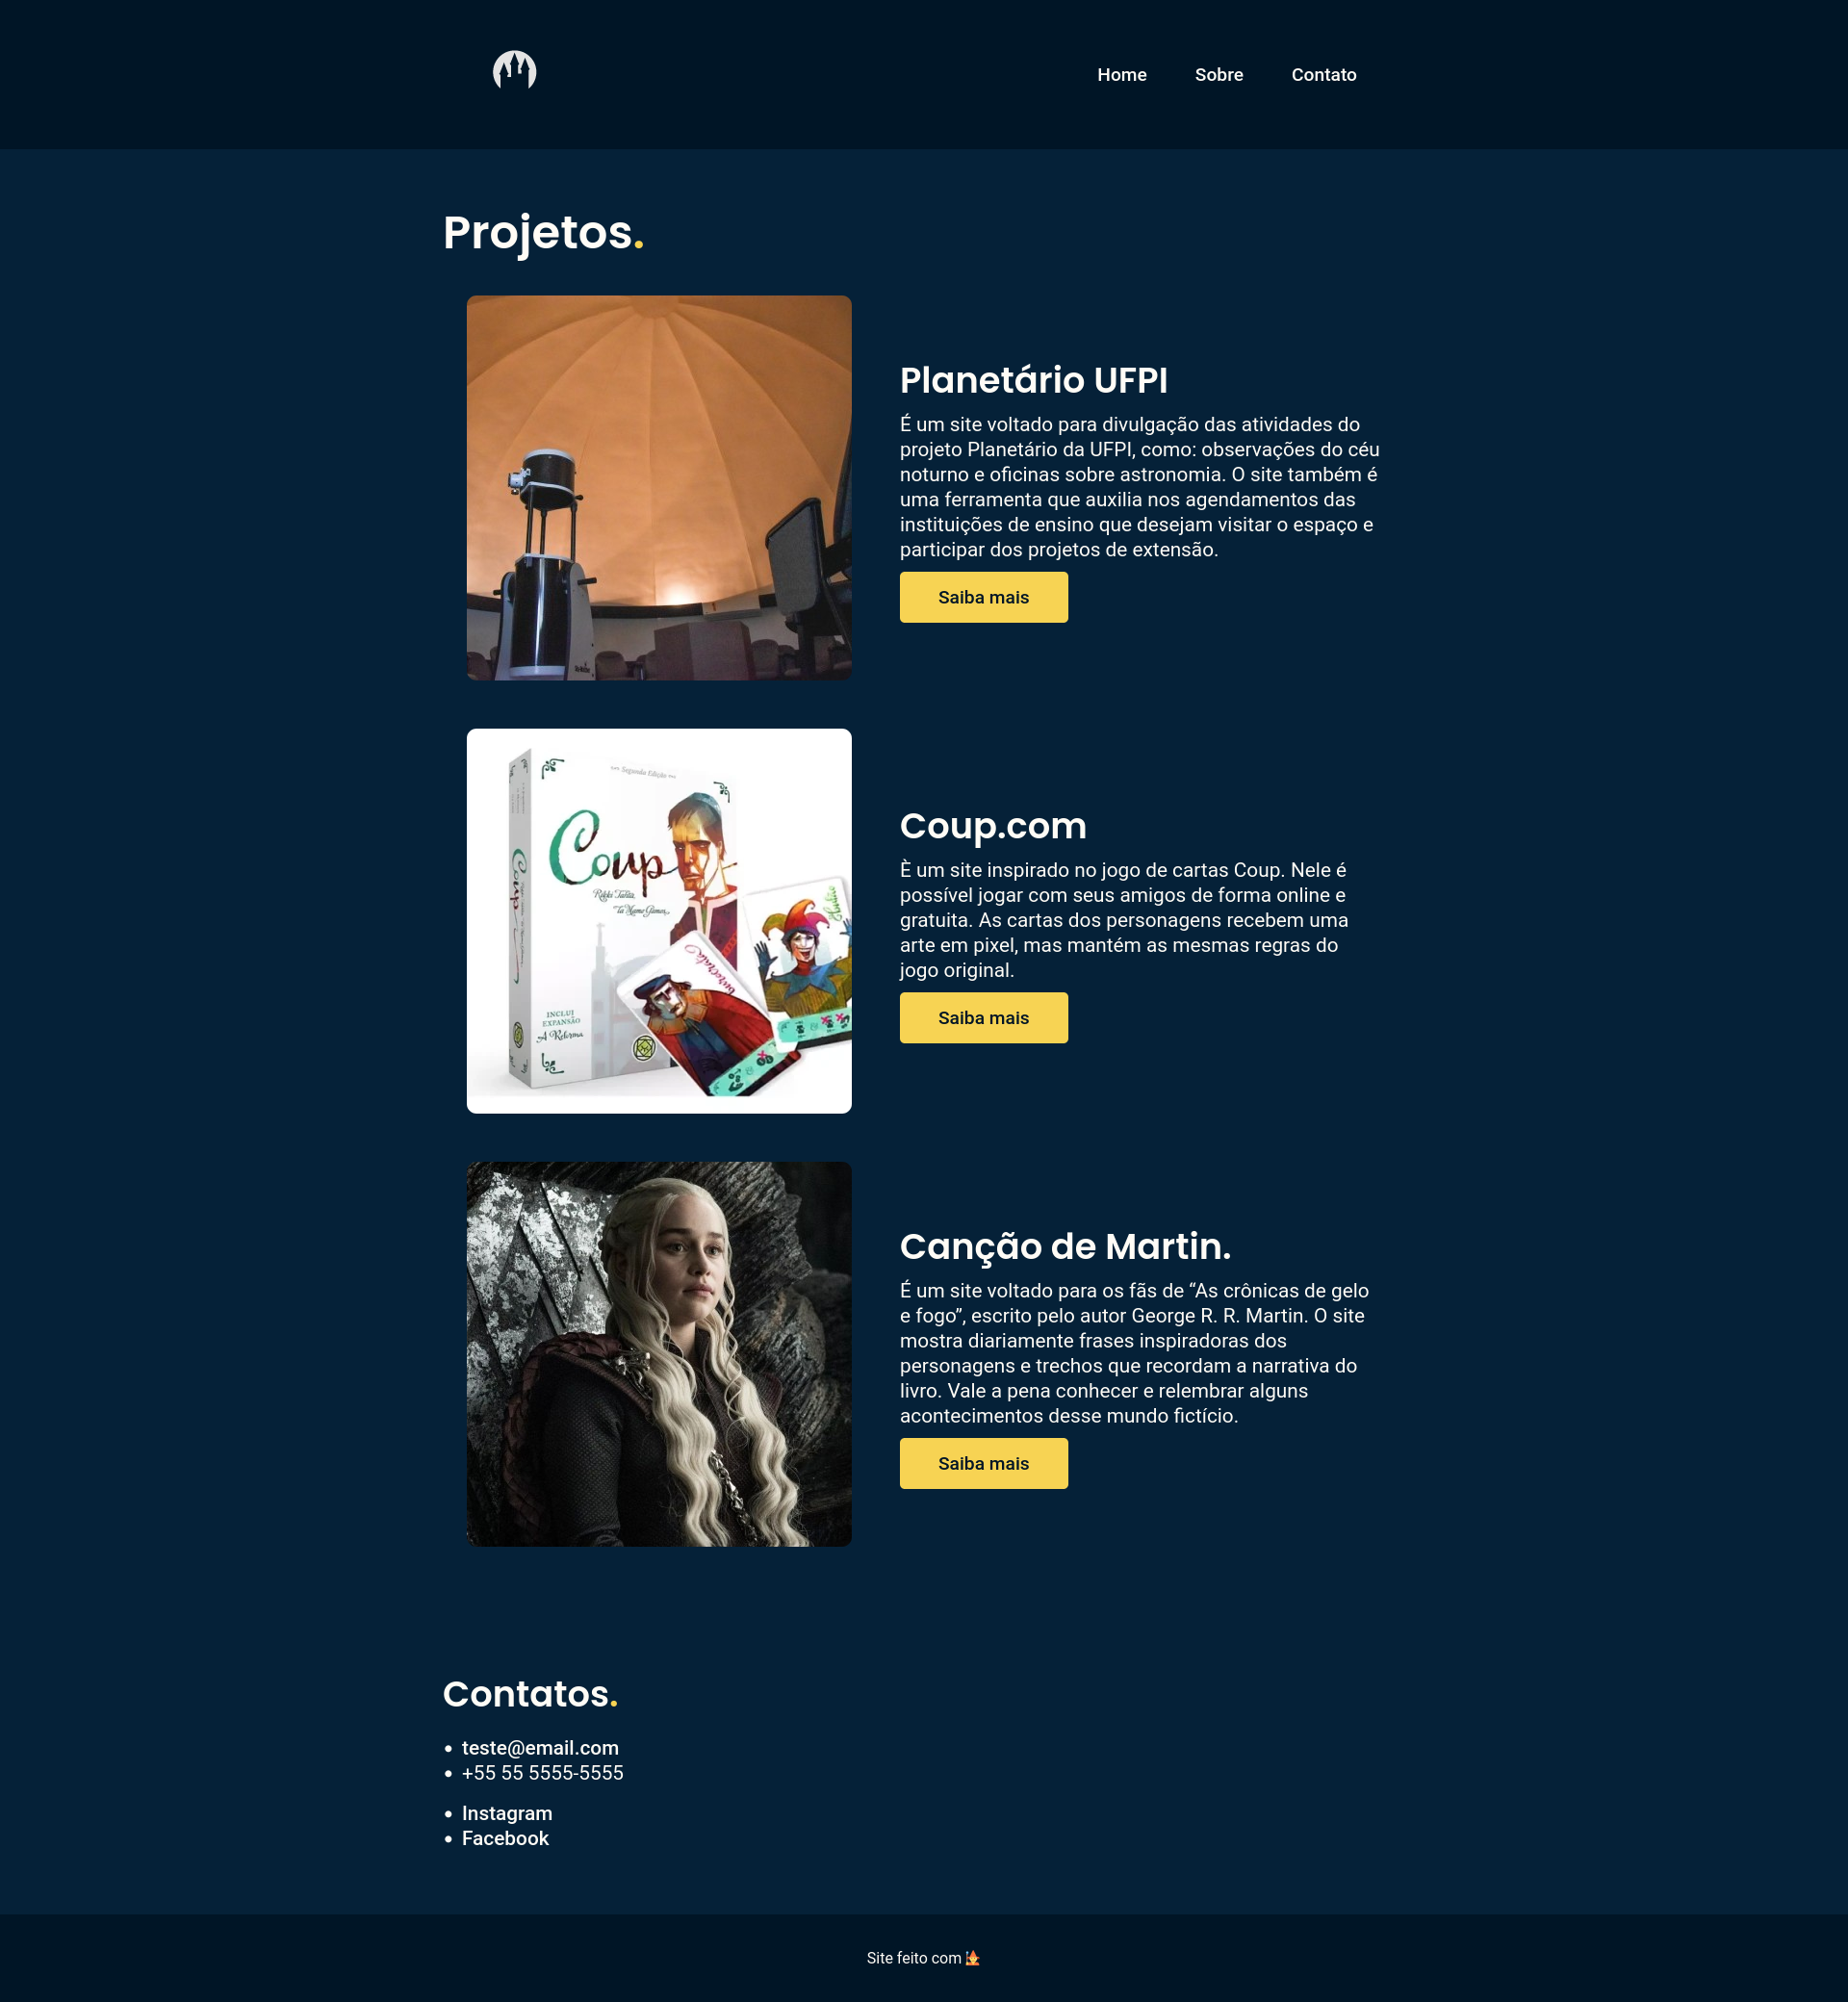 Home Sobre Contato
Projetos.
Planetário UFPI
É um site voltado para divulgação das atividades do
projeto Planetário da UFPI, como: observações do céu
noturno e oficinas sobre astronomia. O site também é
uma ferramenta que auxilia nos agendamentos das
instituições de ensino que desejam visitar o espaço e
participar dos projetos de extensão.
Saiba mais
Segunda Edição
Coup
Rikki Tahta
La Mame Games
INCLUI
EXPANSÃO
A Reforma
Coup
Coup.com
È um site inspirado no jogo de cartas Coup. Nele é
possível jogar com seus amigos de forma online e
gratuita. As cartas dos personagens recebem uma
arte em pixel, mas mantém as mesmas regras do
jogo original.
Saiba mais
Canção de Martin.
É um site voltado para os fãs de “As crônicas de gelo
e fogo”, escrito pelo autor George R. R. Martin. O site
mostra diariamente frases inspiradoras dos
personagens e trechos que recordam a narrativa do
livro. Vale a pena conhecer e relembrar alguns
acontecimentos desse mundo fictício.
Saiba mais
Contatos.
• teste@email.com
• +55 55 5555-5555
• Instagram
• Facebook
Site feito com